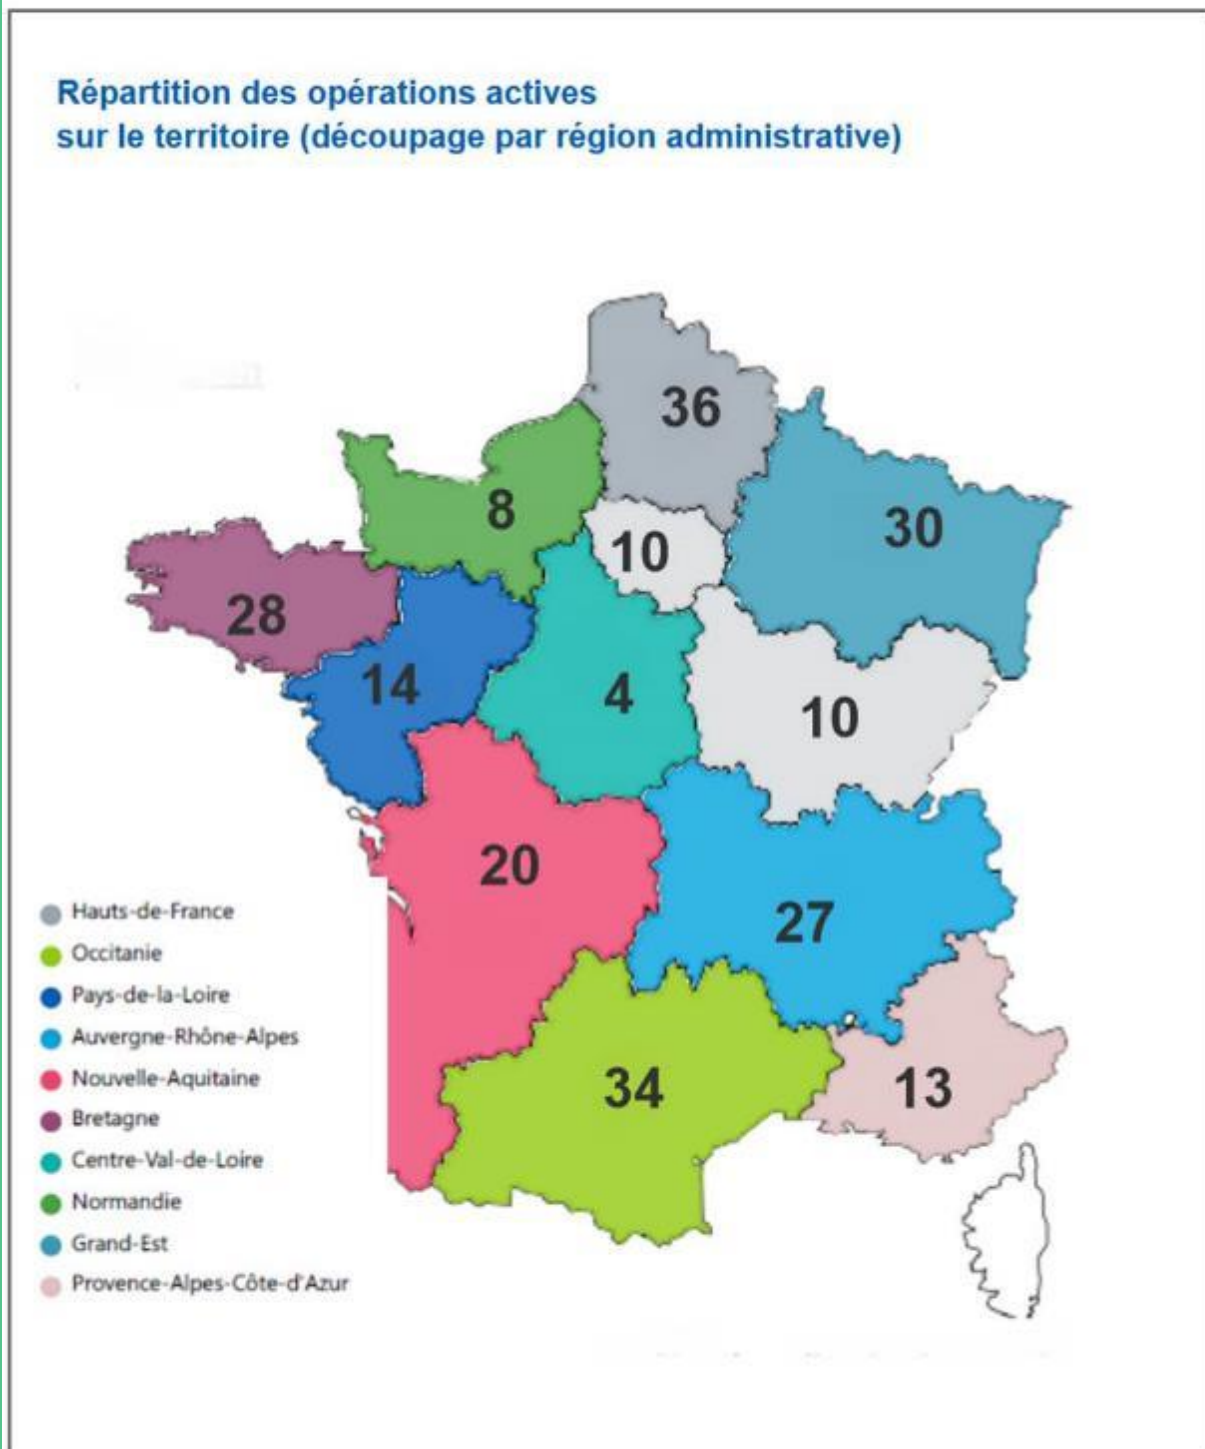 Répartition des opérations actives
sur le territoire (découpage par région administrative)
36
8
30
10
28
14
4
10
20
27
34
13
Hauts-de-France
Occitanie
Pays-de-la-Loire
Auvergne-Rhône-Alpes
Nouvelle-Aquitaine
Bretagne
Centre-Val-de-Loire
Normandie
Grand-Est
Provence-Alpes-Côte-d'Azur